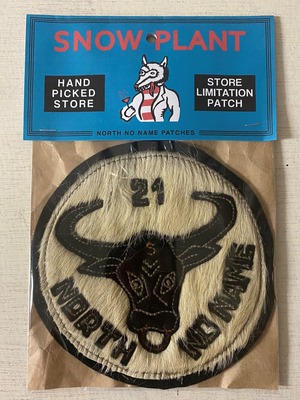 SNOW PLANT
HAND
PICKED
STORE
STORE
LIMITATION
PATCH
NORTH NO NAME PATCHES
21
NORTH NO NAME